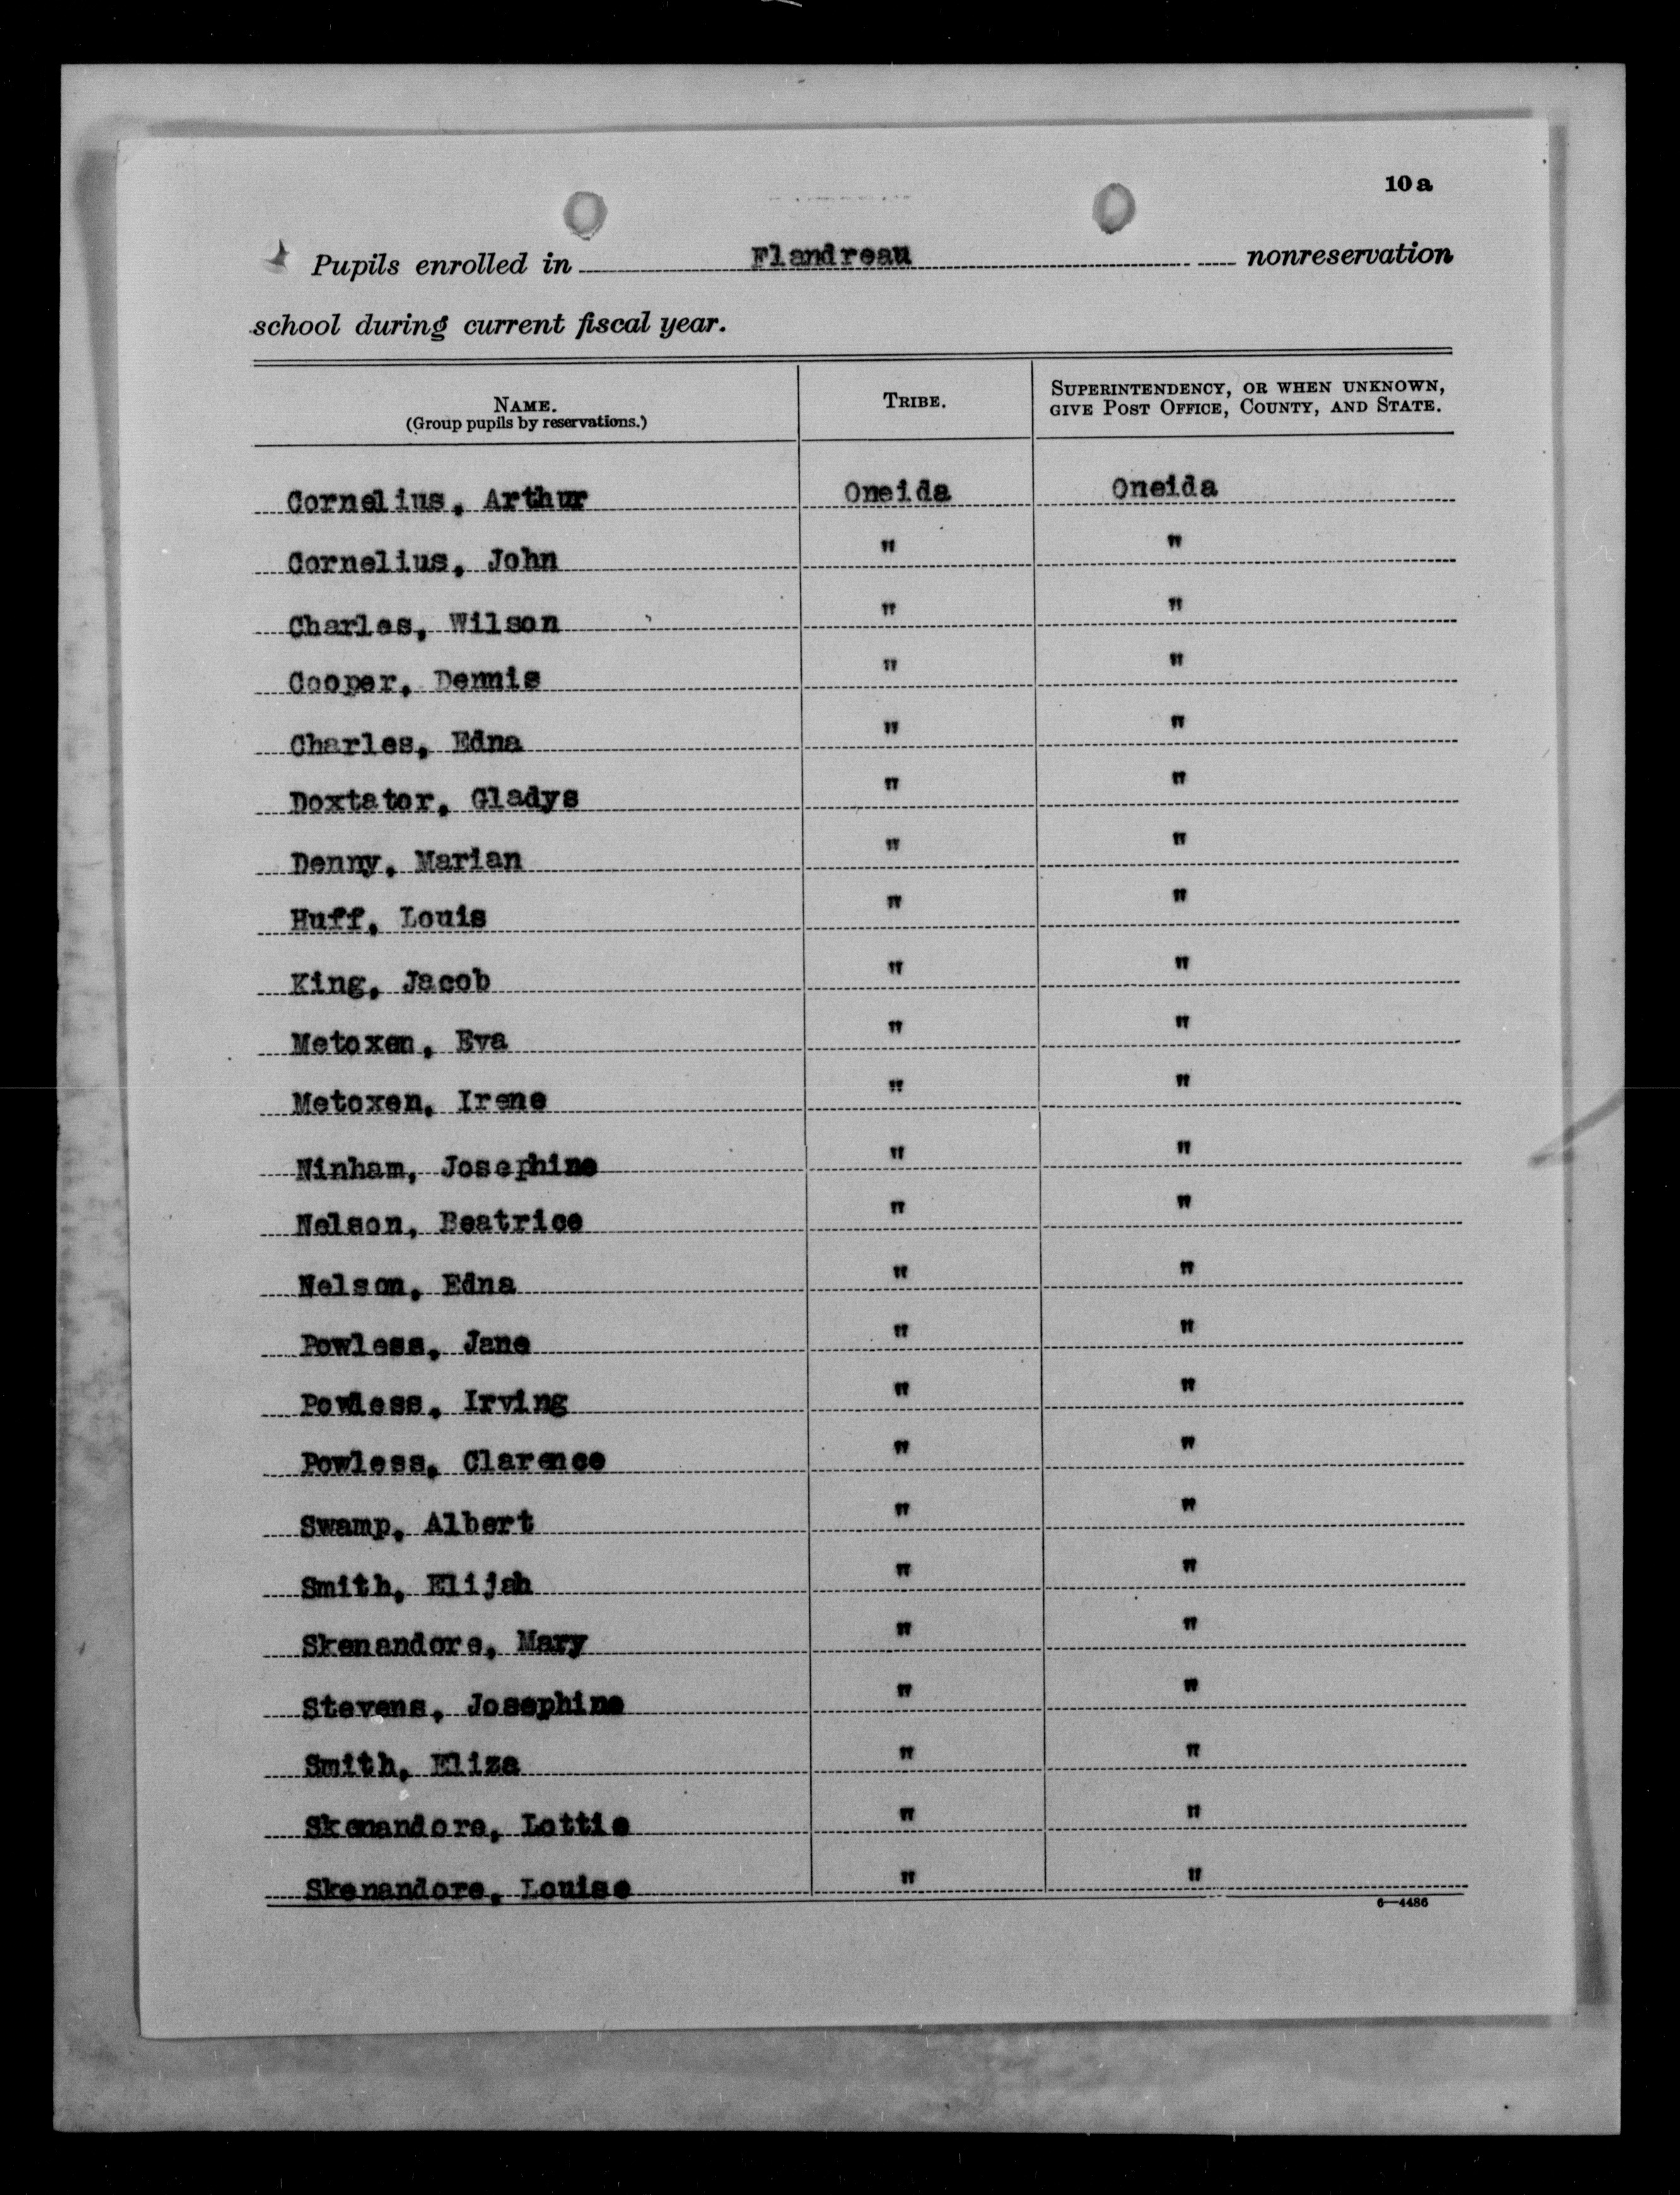 10 a
Pupils enrolled in Flandreau nonreservation
school during current fiscal year.
NAME. TRIBE. SUPERINTENDENCY, OR WHEN UNKNOWN,
(Group pupils by reservations.) GIVE POST OFFICE, COUNTY, AND STATE.
Cornelius, Arthur Oneida Oneida
Cornelius, John " "
Charles, Wilson " "
Cooper, Dennis " "
Charles, Edna " "
Doxtator, Gladys " "
Denny, Marian " "
Huff, Louis " "
King, Jacob " "
Metoxen, Eva " "
Metoxen, Irene " "
Ninham, Josephine " "
Nelson, Beatrice " "
Nelson, Edna " "
Powless, Jane " "
Powless, Irving " "
Powless, Clarence " "
Swamp, Albert " "
Smith, Elijah " "
Skenandore, Mary " "
Stevens, Josephine " "
Smith, Eliza " "
Skenandore, Lottie " "
Skenandore, Louise " "
6—4486